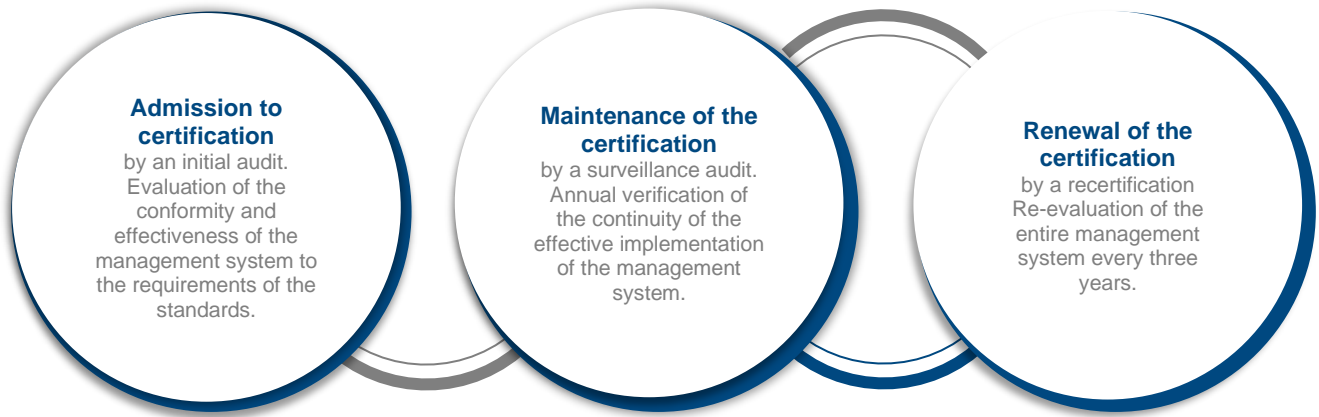 Admission to
certification
by an initial audit.
Evaluation of the
conformity and
effectiveness of the
management system to
the requirements of the
standards.
Maintenance of the
certification
by a surveillance audit.
Annual verification of
the continuity of the
effective implementation
of the management
system.
Renewal of the
certification
by a recertification
Re-evaluation of the
entire management
system every three
years.